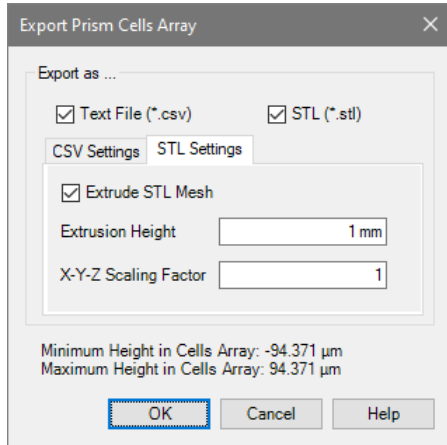 Export Prism Cells Array
Export as ...
Text File (*.csv) STL (*.stl)
CSV Settings STL Settings
Extrude STL Mesh
Extrusion Height 1 mm
X-Y-Z Scaling Factor 1
Minimum Height in Cells Array: -94.371 µm
Maximum Height in Cells Array: 94.371 µm
OK Cancel Help